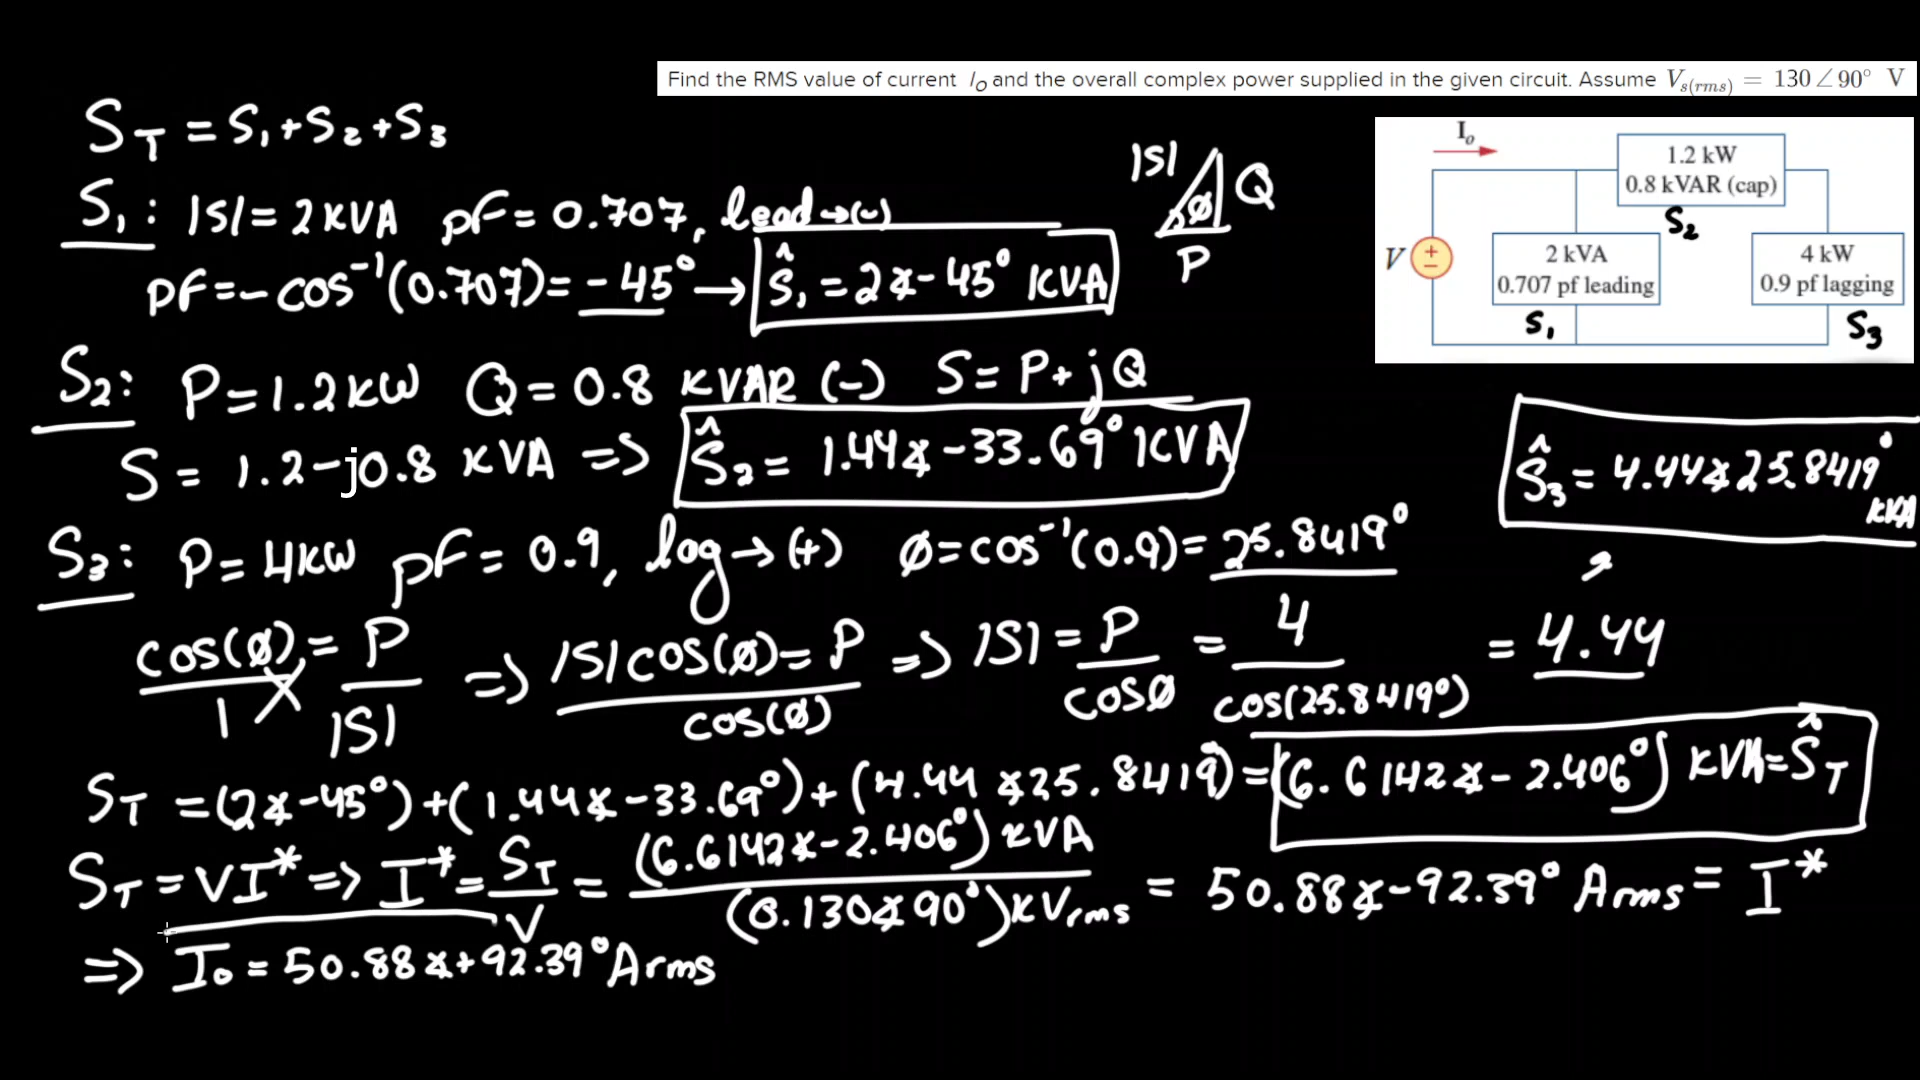 Find the RMS value of current I_O and the overall complex power supplied in the given circuit. Assume V_s(rms) = 130∠90° V
S_T = S_1 + S_2 + S_3
S_1: |S| = 2 KVA pf = 0.707, lead → (-)
pf = -cos^-1(0.707) = -45° → Ŝ_1 = 2∡-45° KVA
|S| Q
ø
P
I_o
1.2 kW
0.8 kVAR (cap)
S_2
V
+
−
2 kVA
0.707 pf leading
S_1
4 kW
0.9 pf lagging
S_3
S_2: P = 1.2 KW Q = 0.8 KVAR (-) S = P + jQ
S = 1.2 - j0.8 KVA => Ŝ_2 = 1.44∡-33.69° KVA
Ŝ_3 = 4.44∡25.8419° KVA
S_3: P = 4KW pf = 0.9, lag → (+) ø = cos^-1(0.9) = 25.8419°
cos(ø)/1 = P/|S| => |S|cos(ø) = P/cos(ø) => |S| = P/cosø = 4/cos(25.8419°) = 4.44
S_T = (2∡-45°) + (1.44∡-33.69°) + (4.44∡25.8419) = (6.6142∡-2.406°) KVA = Ŝ_T
S_T = VI* => I* = S_T/V = (6.6142∡-2.406°) KVA/(0.130∡90°) KVrms = 50.88∡-92.39° Arms = I*
=> I_o = 50.88∡+92.39° Arms